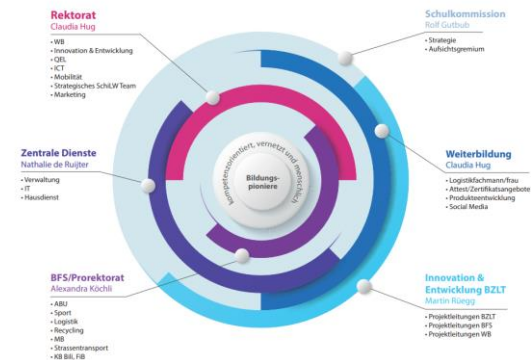 Rektorat
Claudia Hug
• WB
• Innovation & Entwicklung
• QEL
• ICT
• Mobilität
• Strategisches SchiLW Team
• Marketing
Schulkommission
Rolf Gutbub
• Strategie
• Aufsichtsgremium
Zentrale Dienste
Nathalie de Ruijter
• Verwaltung
• IT
• Hausdienst
kompetenzorientiert, vernetzt und menschlich
Bildungs-
pioniere
Weiterbildung
Claudia Hug
• Logistikfachmann/frau
• Attest/Zertifikatsangebote
• Produkteentwicklung
• Social Media
BFS/Prorektorat
Alexandra Köchli
• ABU
• Sport
• Logistik
• Recycling
• MB
• Strassentransport
• KB Bili, FiB
Innovation &
Entwicklung BZLT
Martin Rüegg
• Projektleitungen BZLT
• Projektleitungen BFS
• Projektleitungen WB